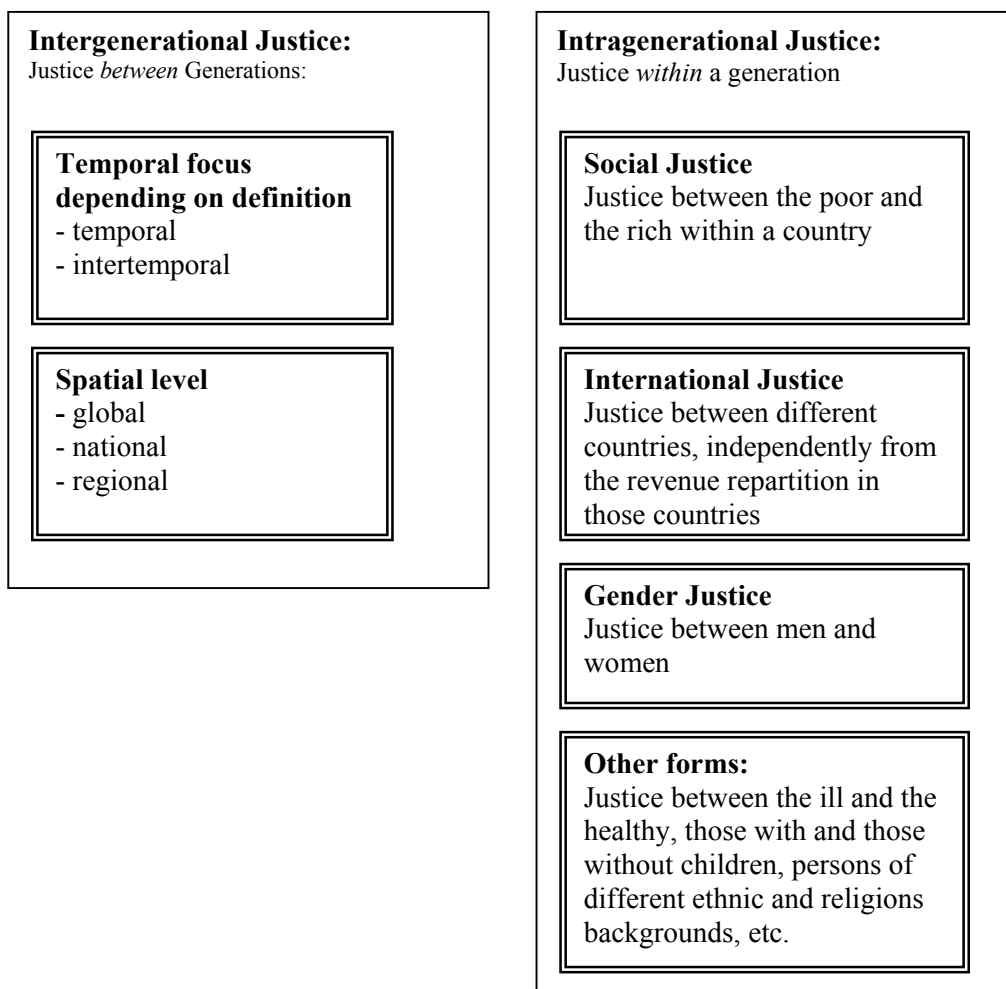 Intergenerational Justice:
Justice between Generations:
Temporal focus
depending on definition
- temporal
- intertemporal
Spatial level
- global
- national
- regional
Intragenerational Justice:
Justice within a generation
Social Justice
Justice between the poor and
the rich within a country
International Justice
Justice between different
countries, independently from
the revenue repartition in
those countries
Gender Justice
Justice between men and
women
Other forms:
Justice between the ill and the
healthy, those with and those
without children, persons of
different ethnic and religions
backgrounds, etc.